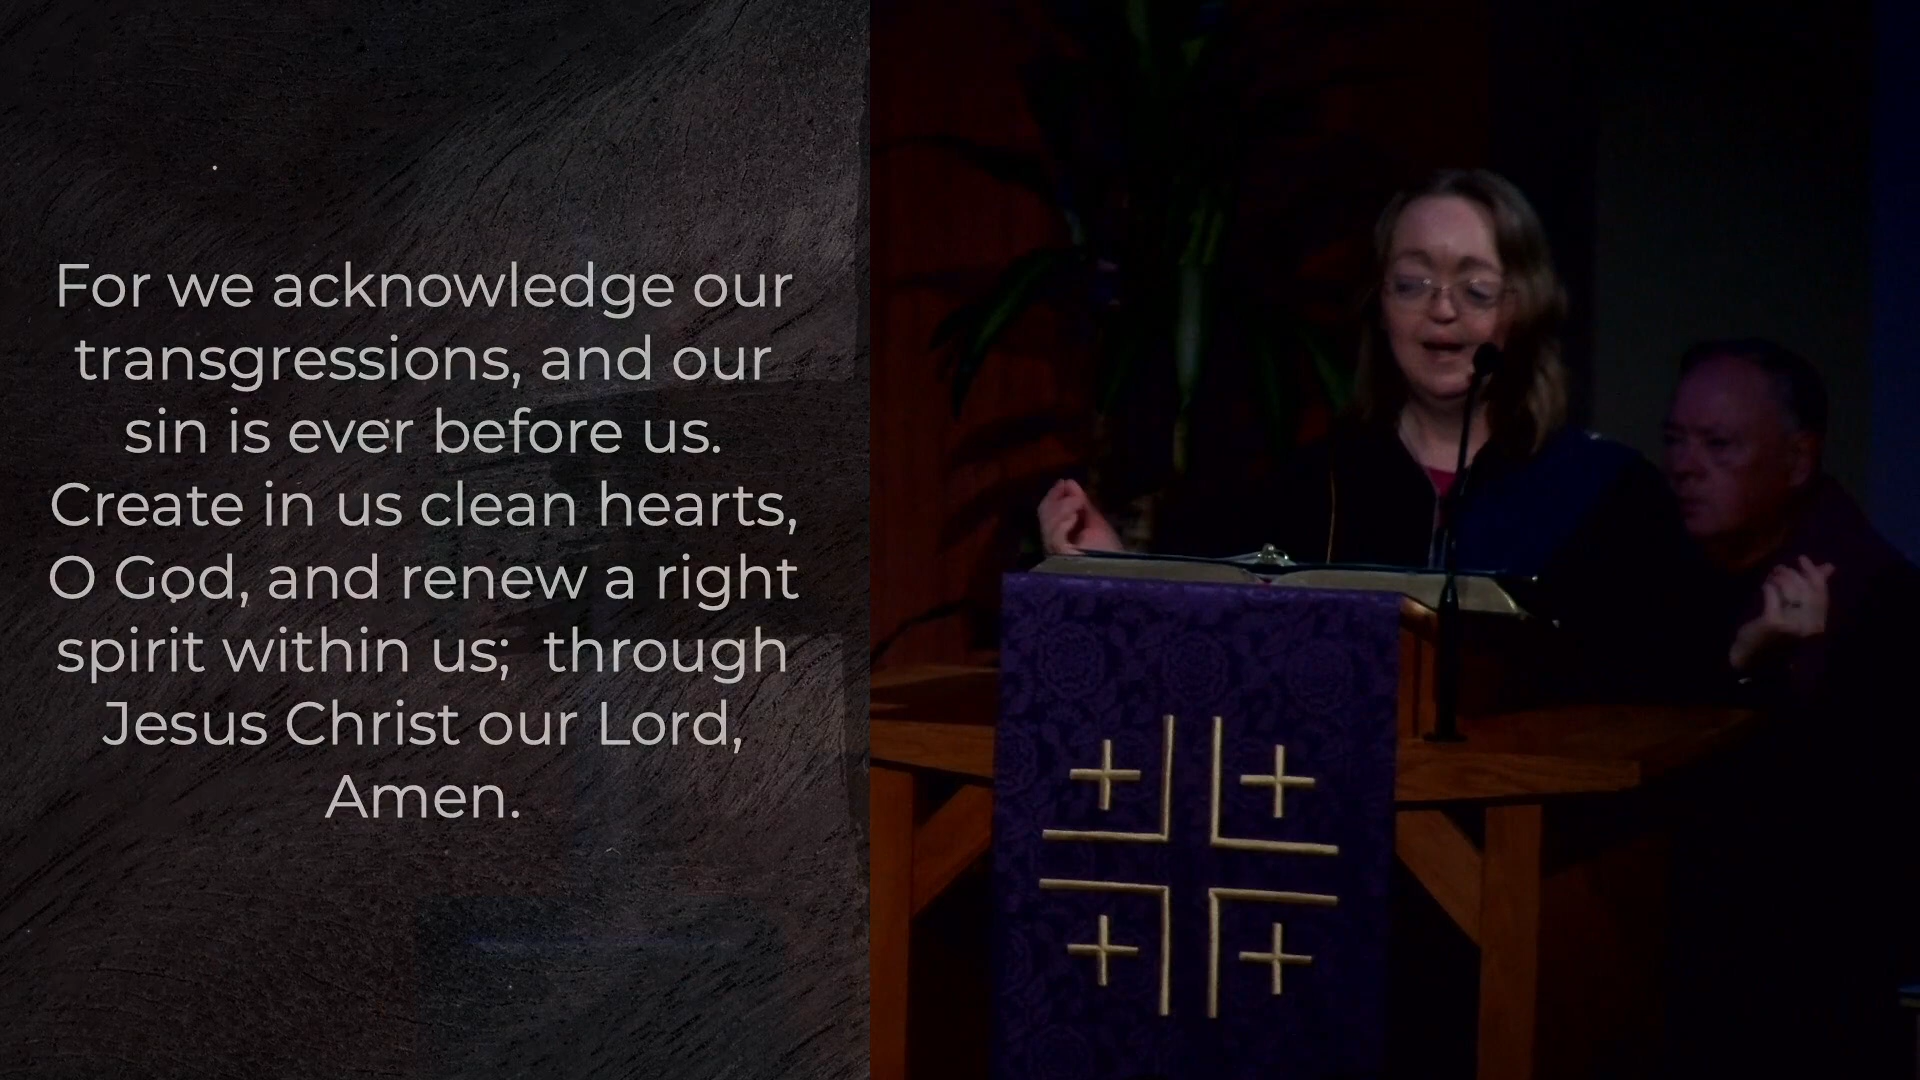 For we acknowledge our
transgressions, and our
sin is ever before us.
Create in us clean hearts,
O God, and renew a right
spirit within us;  through
Jesus Christ our Lord,
Amen.